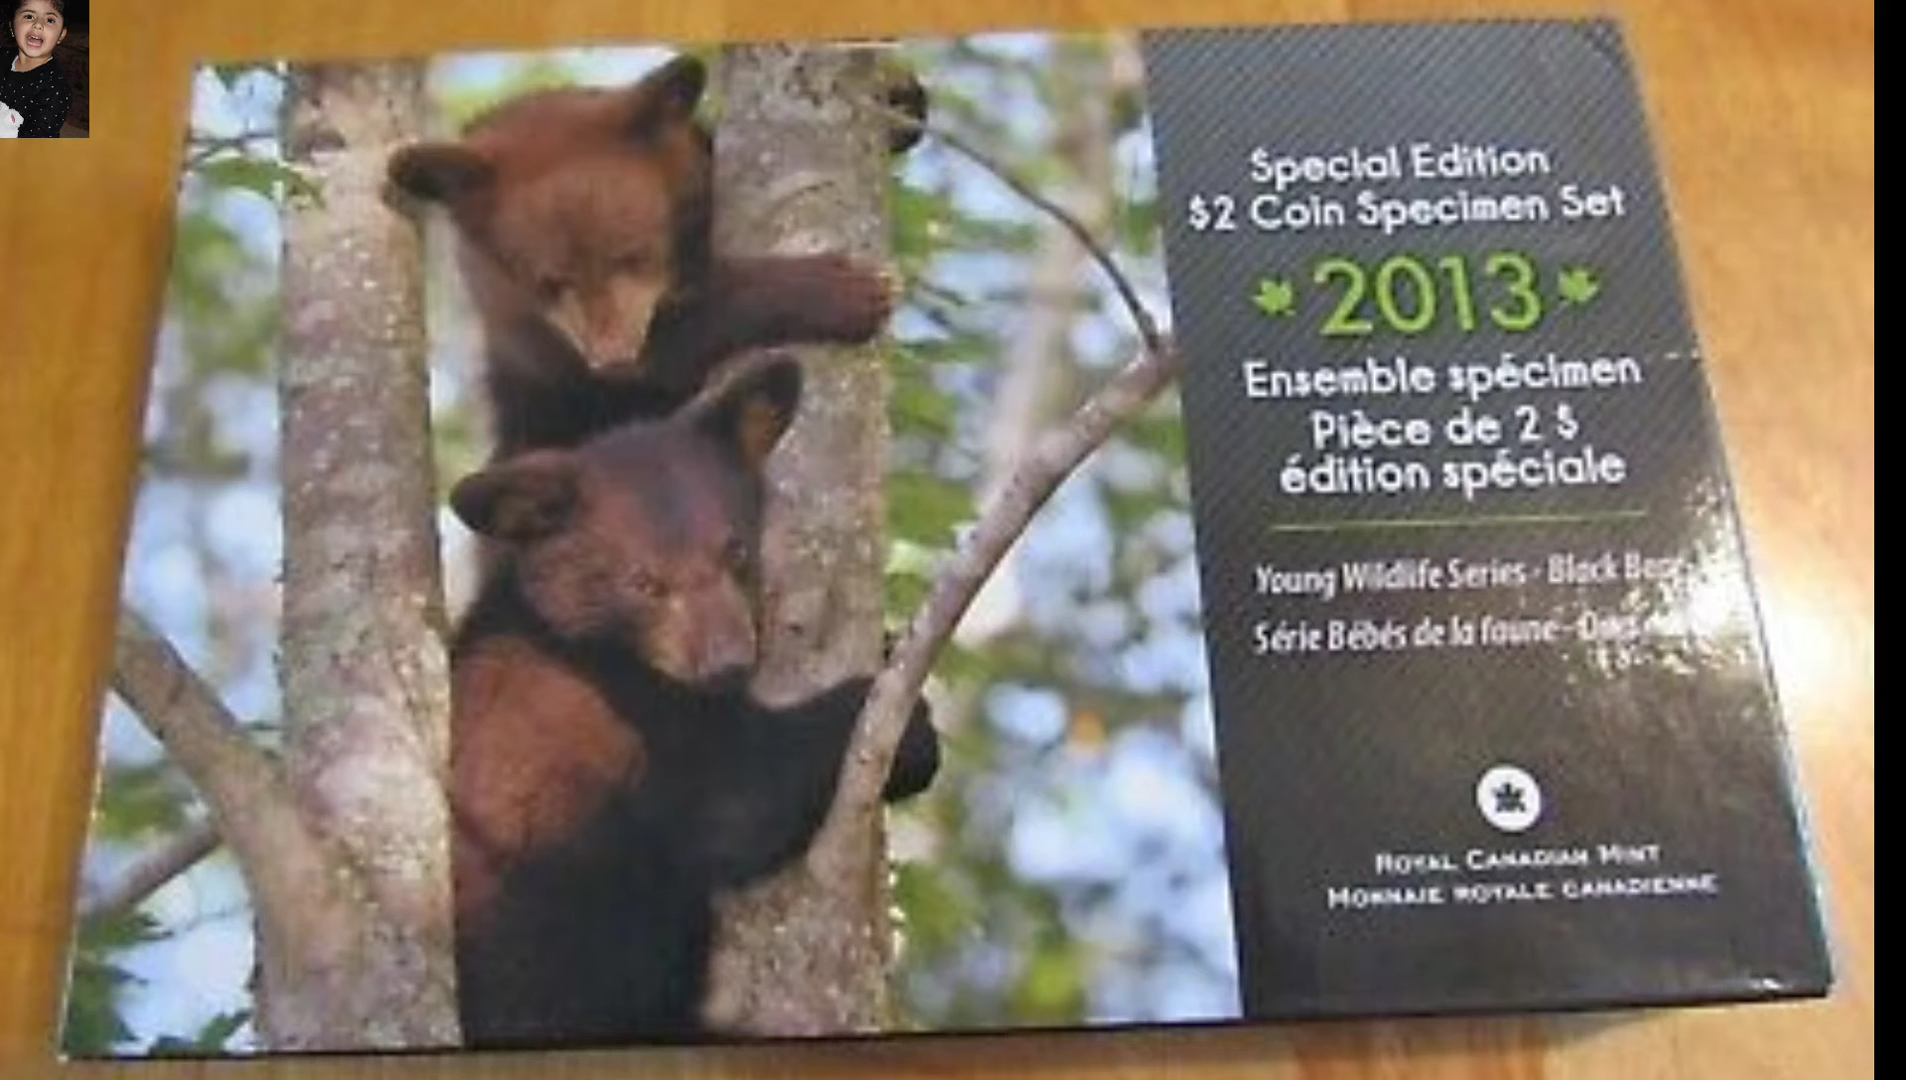 Special Edition
$2 Coin Specimen Set
2013
Ensemble spécimen
Pièce de 2 $
édition spéciale
Young Wildlife Series - Black Bear
Série Bébés de la faune -
ROYAL CANADIAN MINT
MONNAIE ROYALE CANADIENNE